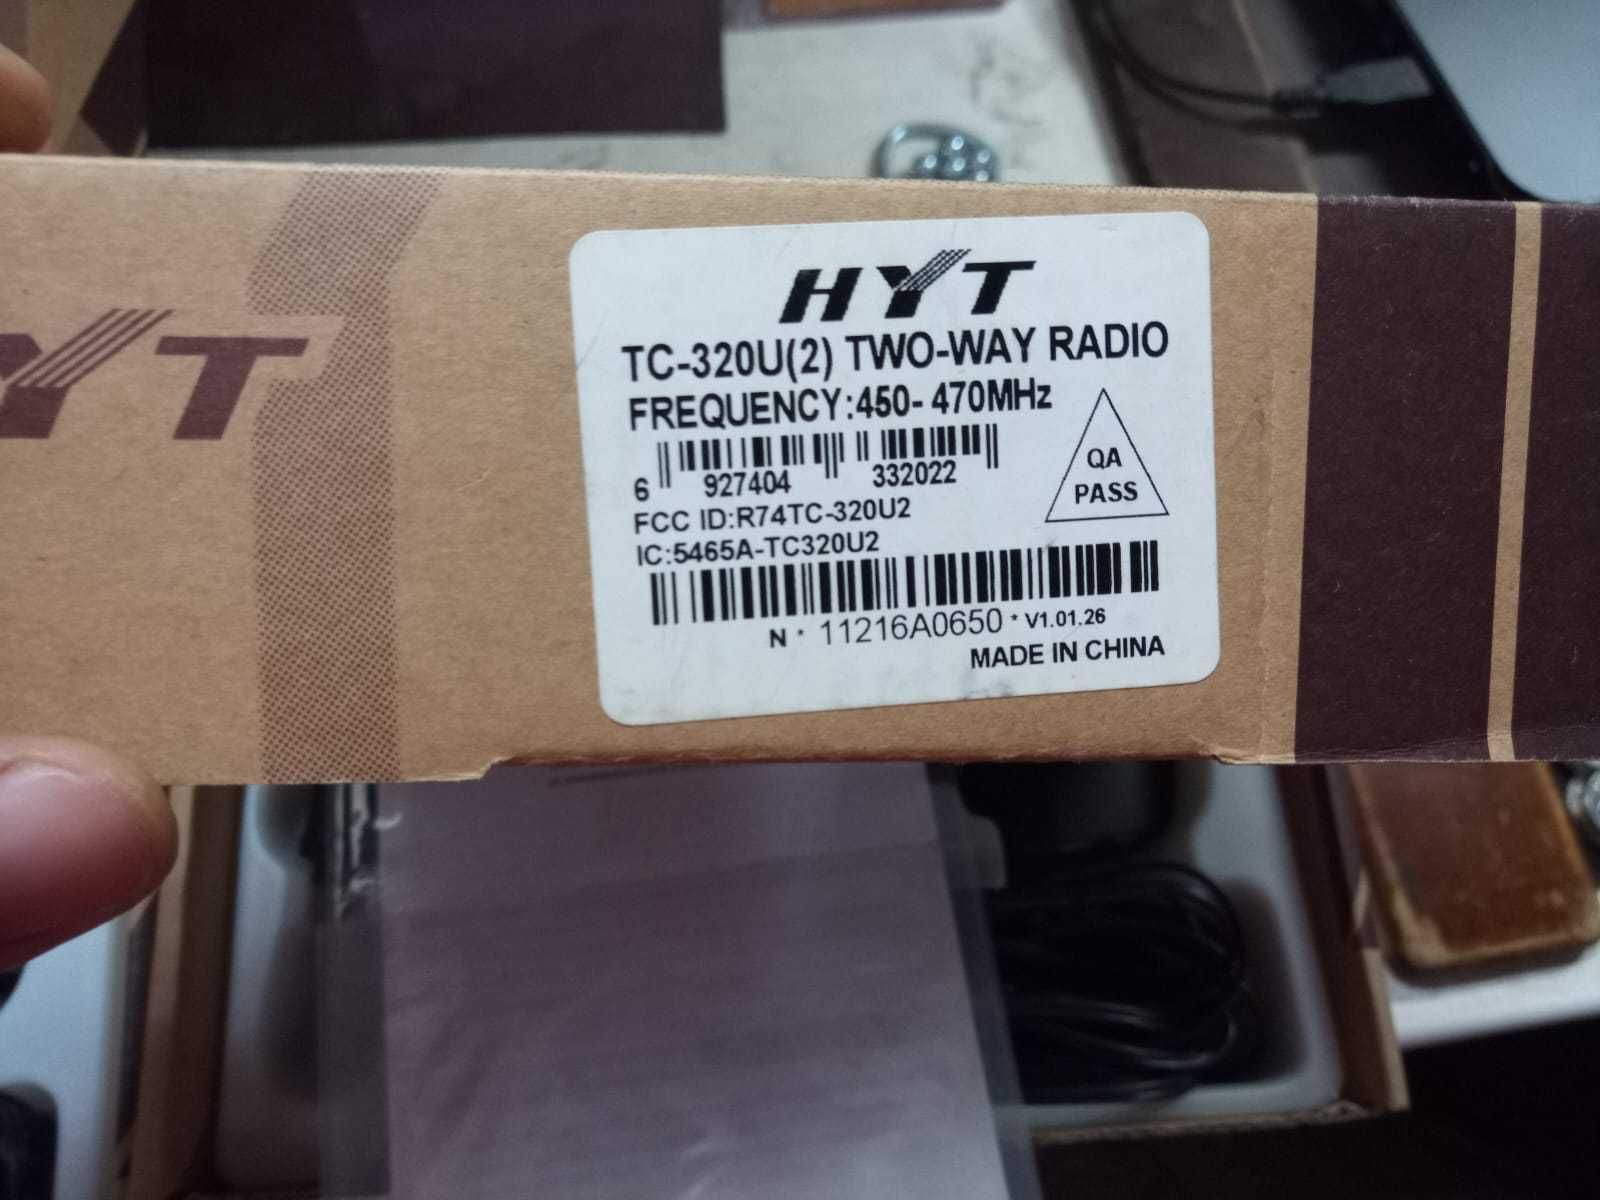 HYT
TC-320U(2) TWO-WAY RADIO
FREQUENCY:450- 470MHz
6 927404 332022
QA
PASS
FCC ID:R74TC-320U2
IC:5465A-TC320U2
N * 11216A0650 * V1.01.26
MADE IN CHINA
YT